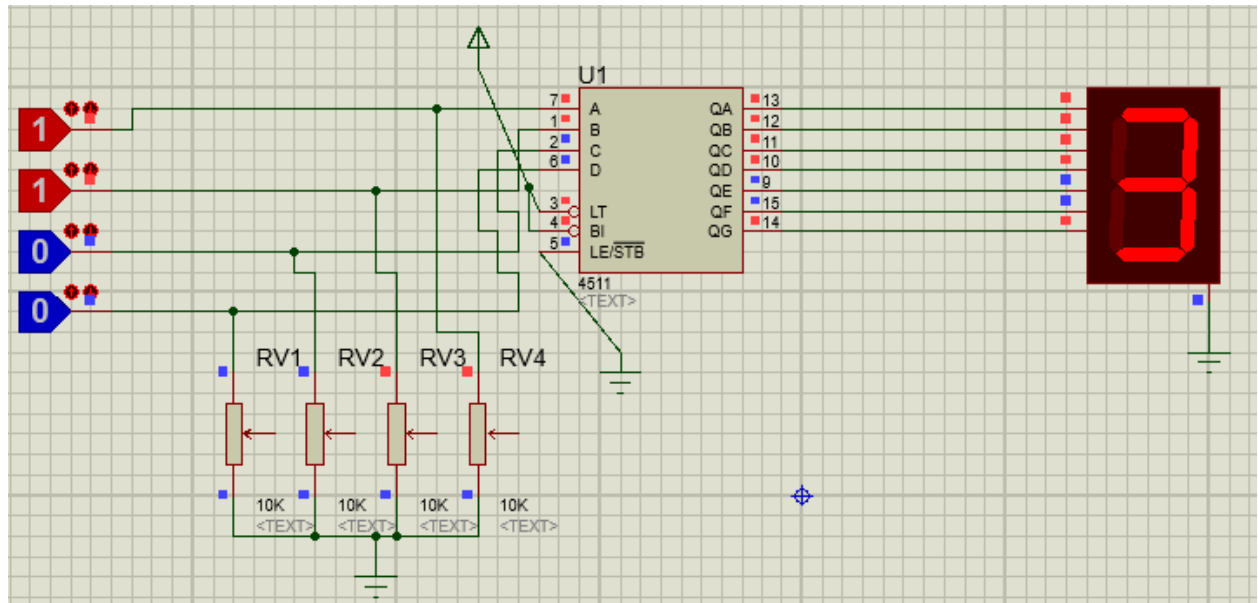 U1
1
1
0
0
7 A QA 13
1 B QB 12
2 C QC 11
6 D QD 10
QE 9
3 LT QF 15
4 BI QG 14
5 LE/STB
4511
<TEXT>
RV1 RV2 RV3 RV4
10K 10K 10K 10K
<TEXT> <TEXT> <TEXT> <TEXT>
3